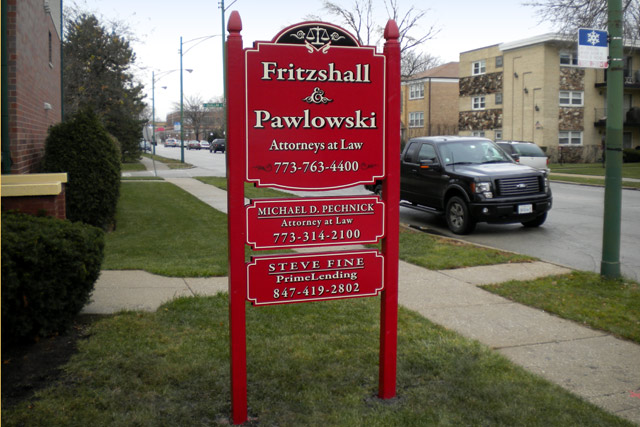 Fritzshall
&
Pawlowski
Attorneys at Law
773-763-4400
MICHAEL D. PECHNICK
Attorney at Law
773-314-2100
STEVE FINE
PrimeLending
847-419-2802